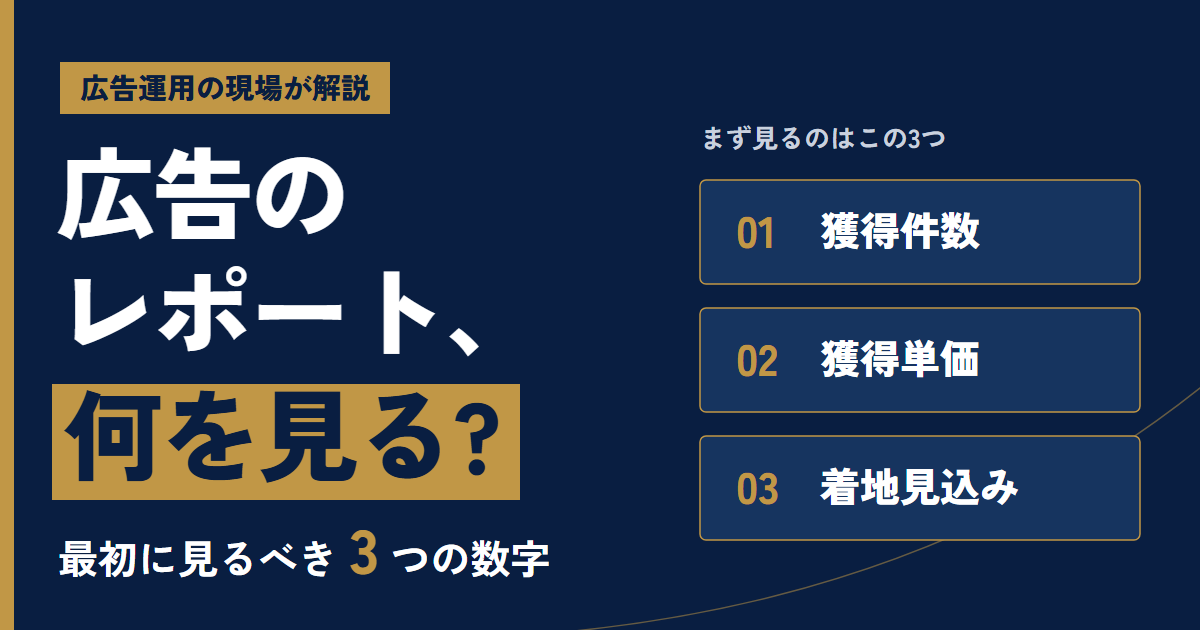 広告運用の現場が解説
広告の
レポート、
何を見る?
最初に見るべき 3 つの数字
まず見るのはこの3つ
01 獲得件数
02 獲得単価
03 着地見込み